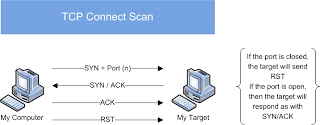 TCP Connect Scan
SYN + Port (n)
SYN / ACK
ACK
RST
My Computer
My Target
If the port is closed,
the target will send
RST
If the port is open,
then the target will
respond as with
SYN/ACK